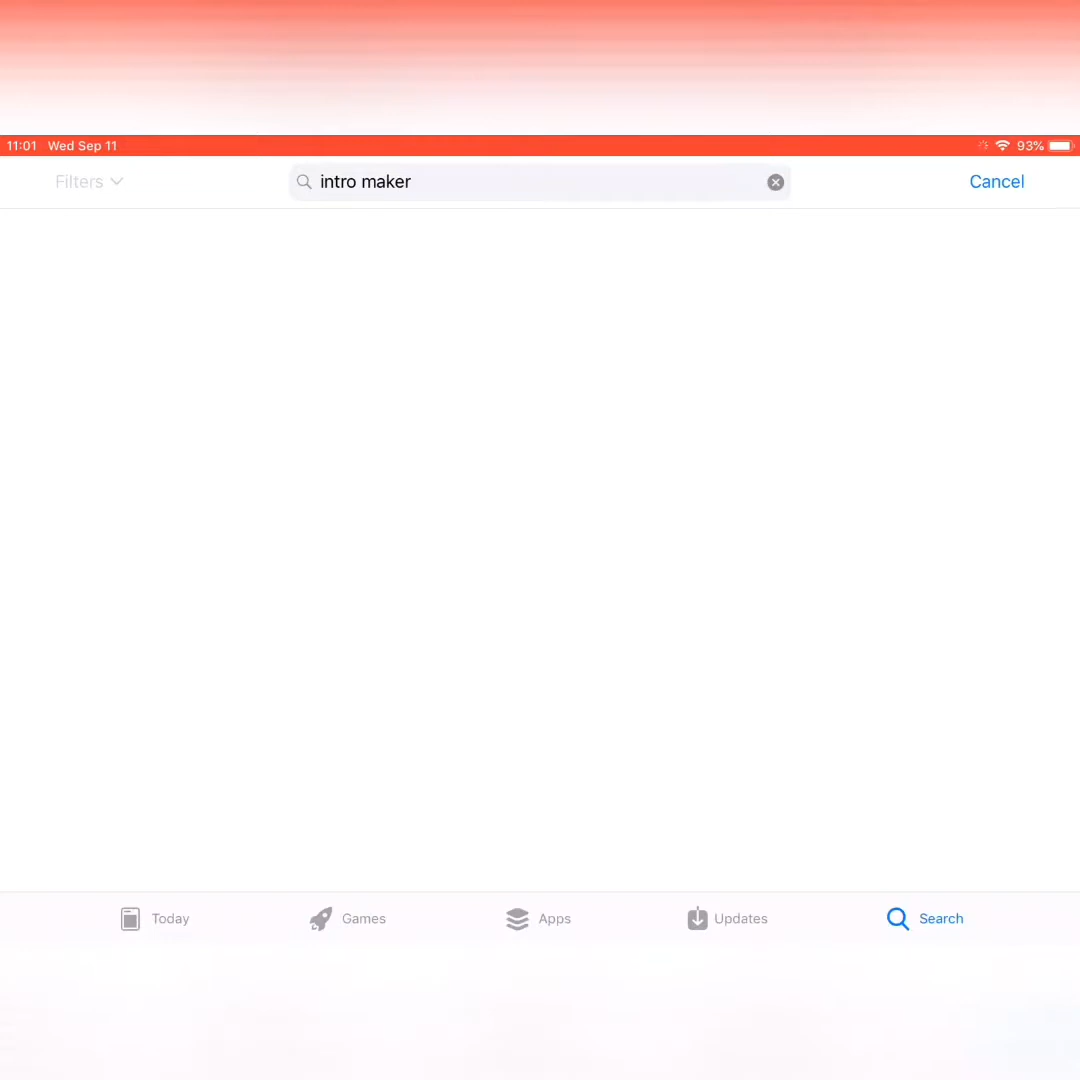 11:01 Wed Sep 11 93%
Filters intro maker Cancel
Today Games Apps Updates Search